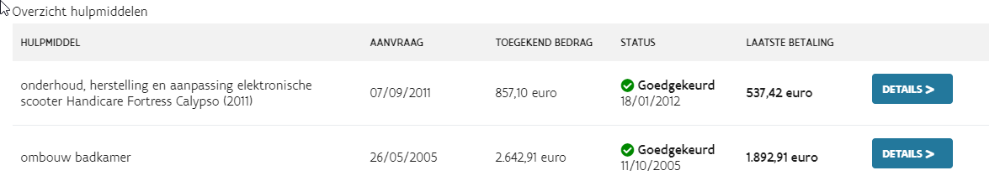 Overzicht hulpmiddelen
HULPMIDDEL AANVRAAG TOEGEKEND BEDRAG STATUS LAATSTE BETALING
onderhoud, herstelling en aanpassing elektronische
scooter Handicare Fortress Calypso (2011)
07/09/2011
857,10 euro
Goedgekeurd
18/01/2012
537,42 euro
DETAILS >
ombouw badkamer
26/05/2005
2.642,91 euro
Goedgekeurd
11/10/2005
1.892,91 euro
DETAILS >